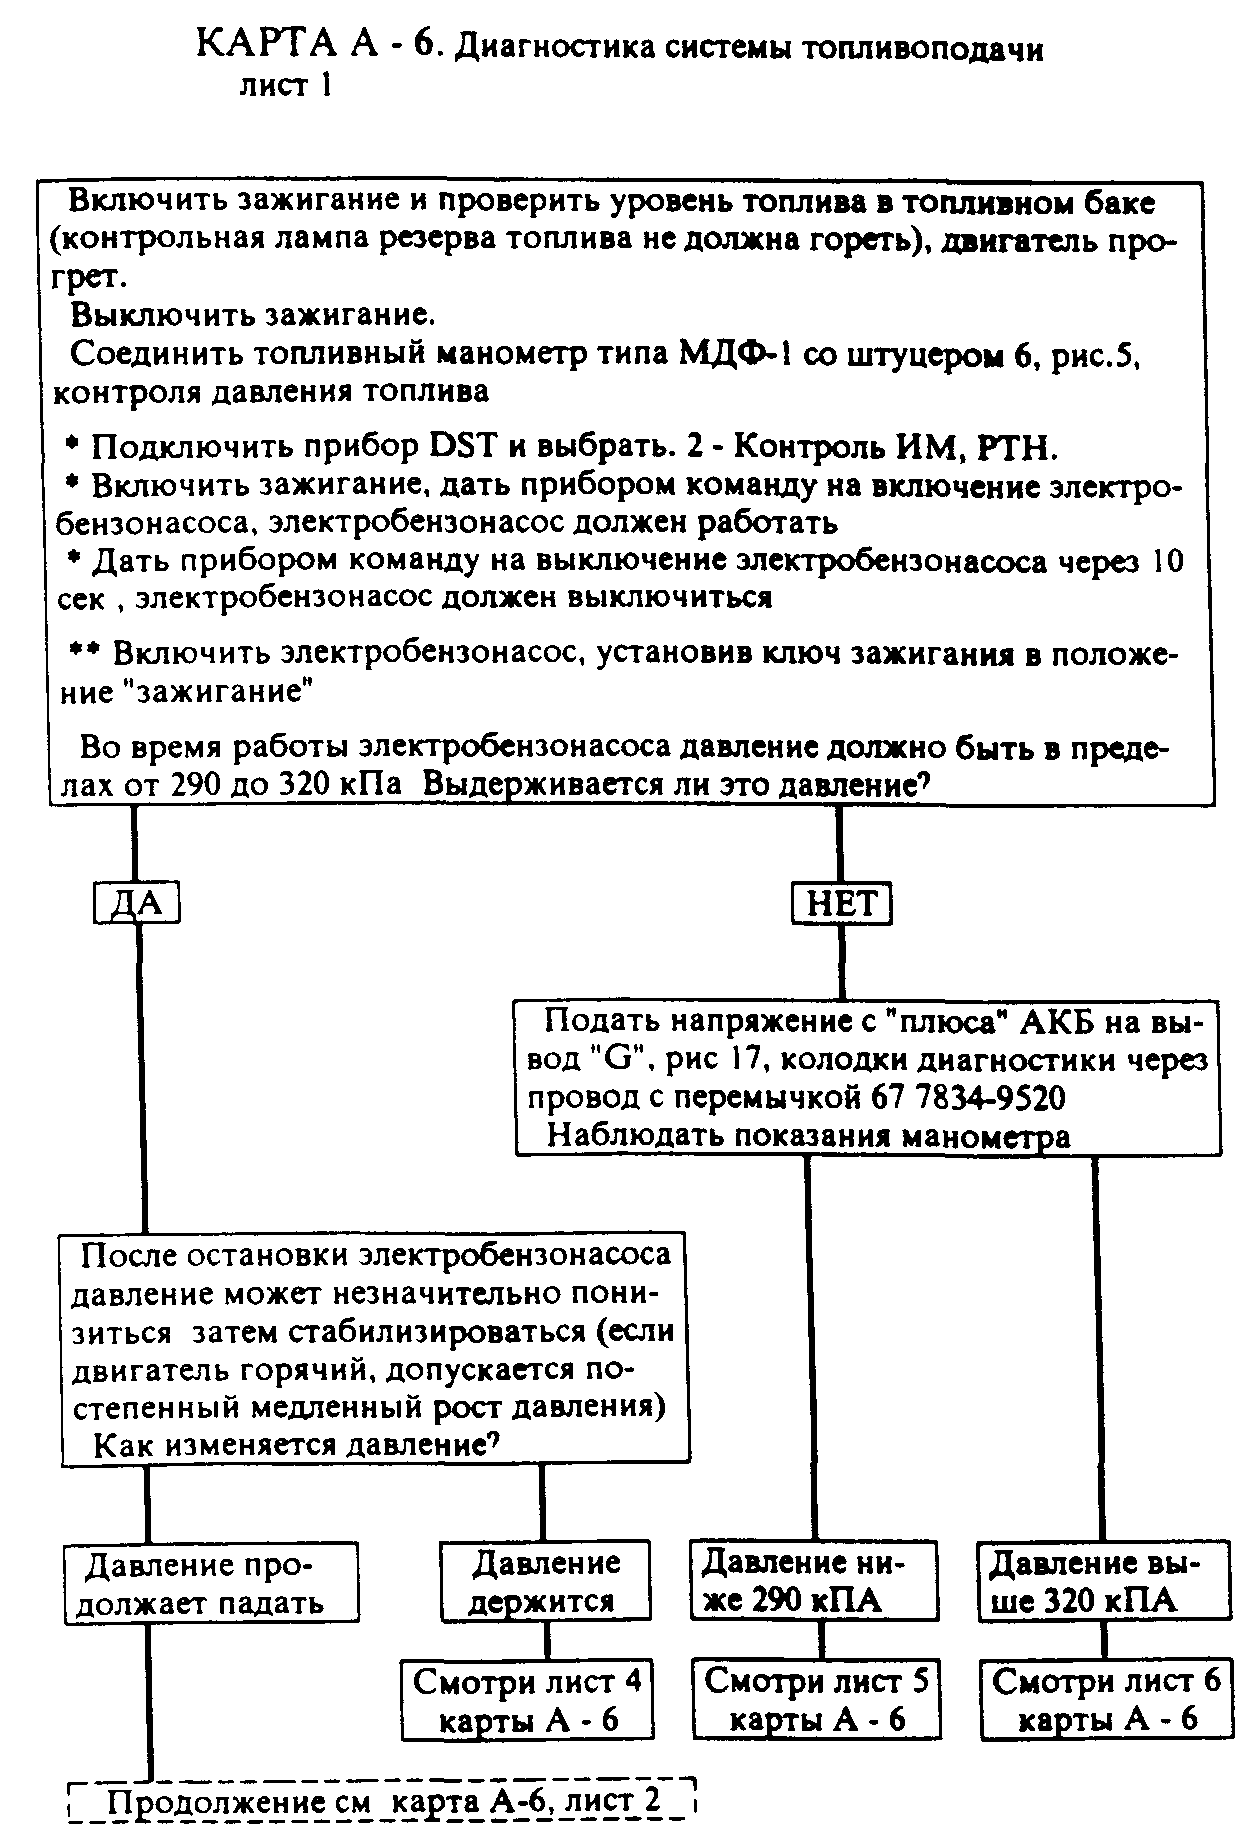 КАРТА А - 6. Диагностика системы топливоподачи
лист 1
Включить зажигание и проверить уровень топлива в топливном баке
(контрольная лампа резерва топлива не должна гореть), двигатель про-
грет.
Выключить зажигание.
Соединить топливный манометр типа МДФ-1 со штуцером 6, рис.5,
контроля давления топлива
* Подключить прибор DST и выбрать. 2 - Контроль ИМ, РТН.
* Включить зажигание, дать прибором команду на включение электро-
бензонасоса, электробензонасос должен работать
* Дать прибором команду на выключение электробензонасоса через 10
сек , электробензонасос должен выключиться
** Включить электробензонасос, установив ключ зажигания в положе-
ние "зажигание"
Во время работы электробензонасоса давление должно быть в преде-
лах от 290 до 320 кПа Выдерживается ли это давление?
ДА
НЕТ
Подать напряжение с "плюса" АКБ на вы-
вод "G", рис 17, колодки диагностики через
провод с перемычкой 67 7834-9520
Наблюдать показания манометра
После остановки электробензонасоса
давление может незначительно пони-
зиться затем стабилизироваться (если
двигатель горячий, допускается по-
степенный медленный рост давления)
Как изменяется давление?
Давление про-
должает падать
Давление
держится
Давление ни-
же 290 кПА
Давление вы-
ше 320 кПА
Смотри лист 4
карты А - 6
Смотри лист 5
карты А - 6
Смотри лист 6
карты А - 6
Продолжение см карта А-6, лист 2